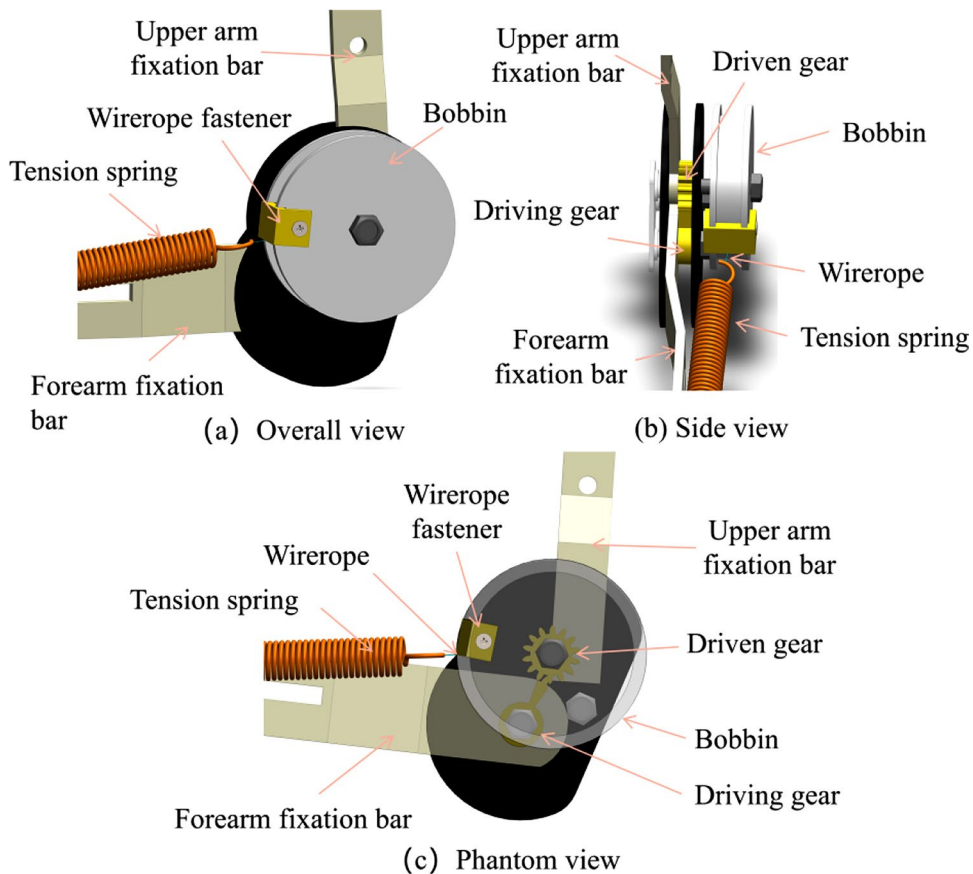 Upper arm
fixation bar
Wirerope fastener
Bobbin
Tension spring
Forearm fixation
bar
(a) Overall view
Upper arm
fixation bar
Driven gear
Bobbin
Driving gear
Wirerope
Tension spring
Forearm
fixation bar
(b) Side view
Wirerope
fastener
Wirerope
Tension spring
Upper arm
fixation bar
Driven gear
Bobbin
Driving gear
Forearm fixation bar
(c) Phantom view